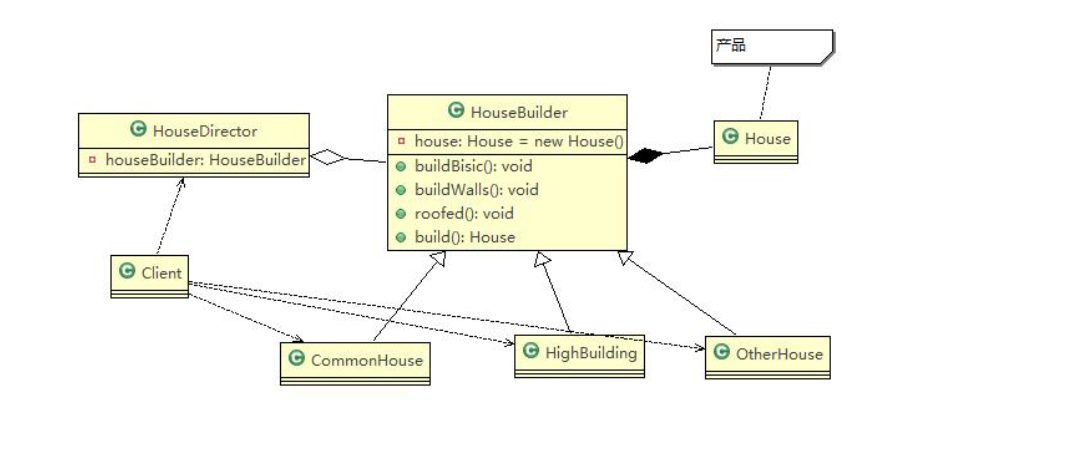 产品
HouseDirector
houseBuilder: HouseBuilder
HouseBuilder
house: House = new House()
buildBisic(): void
buildWalls(): void
roofed(): void
build(): House
House
Client
CommonHouse
HighBuilding
OtherHouse